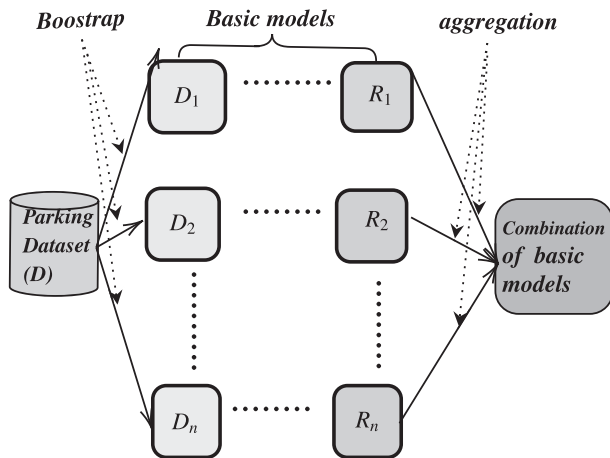 Boostrap
Basic models
aggregation
D1
R1
Parking
Dataset
(D)
D2
R2
Combination
of basic
models
Dn
Rn